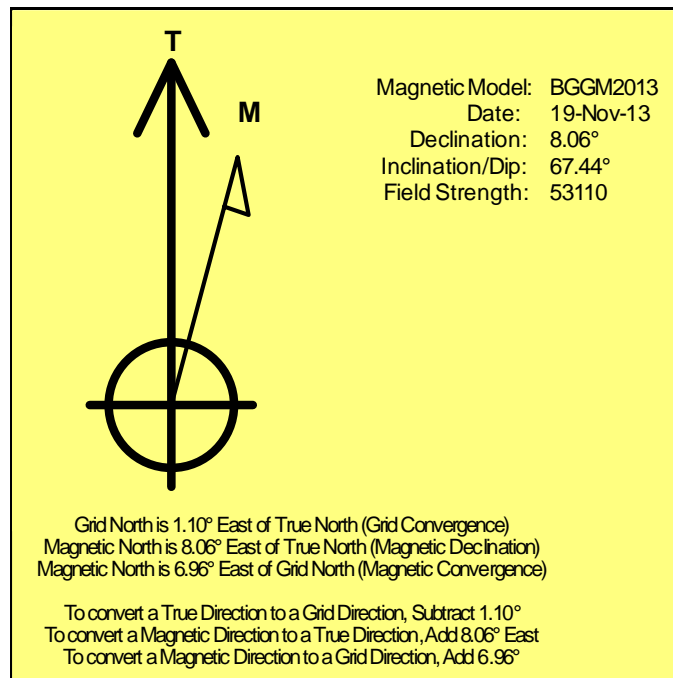 T
M
Magnetic Model: BGGM2013
Date: 19-Nov-13
Declination: 8.06°
Inclination/Dip: 67.44°
Field Strength: 53110
Grid North is 1.10° East of True North (Grid Convergence)
Magnetic North is 8.06° East of True North (Magnetic Declination)
Magnetic North is 6.96° East of Grid North (Magnetic Convergence)
To convert a True Direction to a Grid Direction, Subtract 1.10°
To convert a Magnetic Direction to a True Direction, Add 8.06° East
To convert a Magnetic Direction to a Grid Direction, Add 6.96°